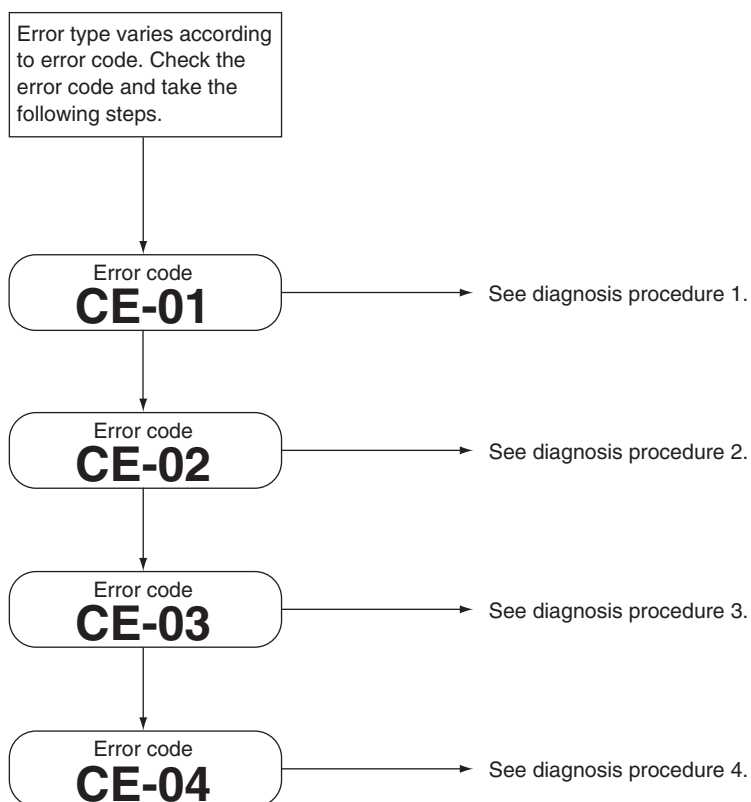 Error type varies according
to error code. Check the
error code and take the
following steps.
Error code
CE-01
See diagnosis procedure 1.
Error code
CE-02
See diagnosis procedure 2.
Error code
CE-03
See diagnosis procedure 3.
Error code
CE-04
See diagnosis procedure 4.